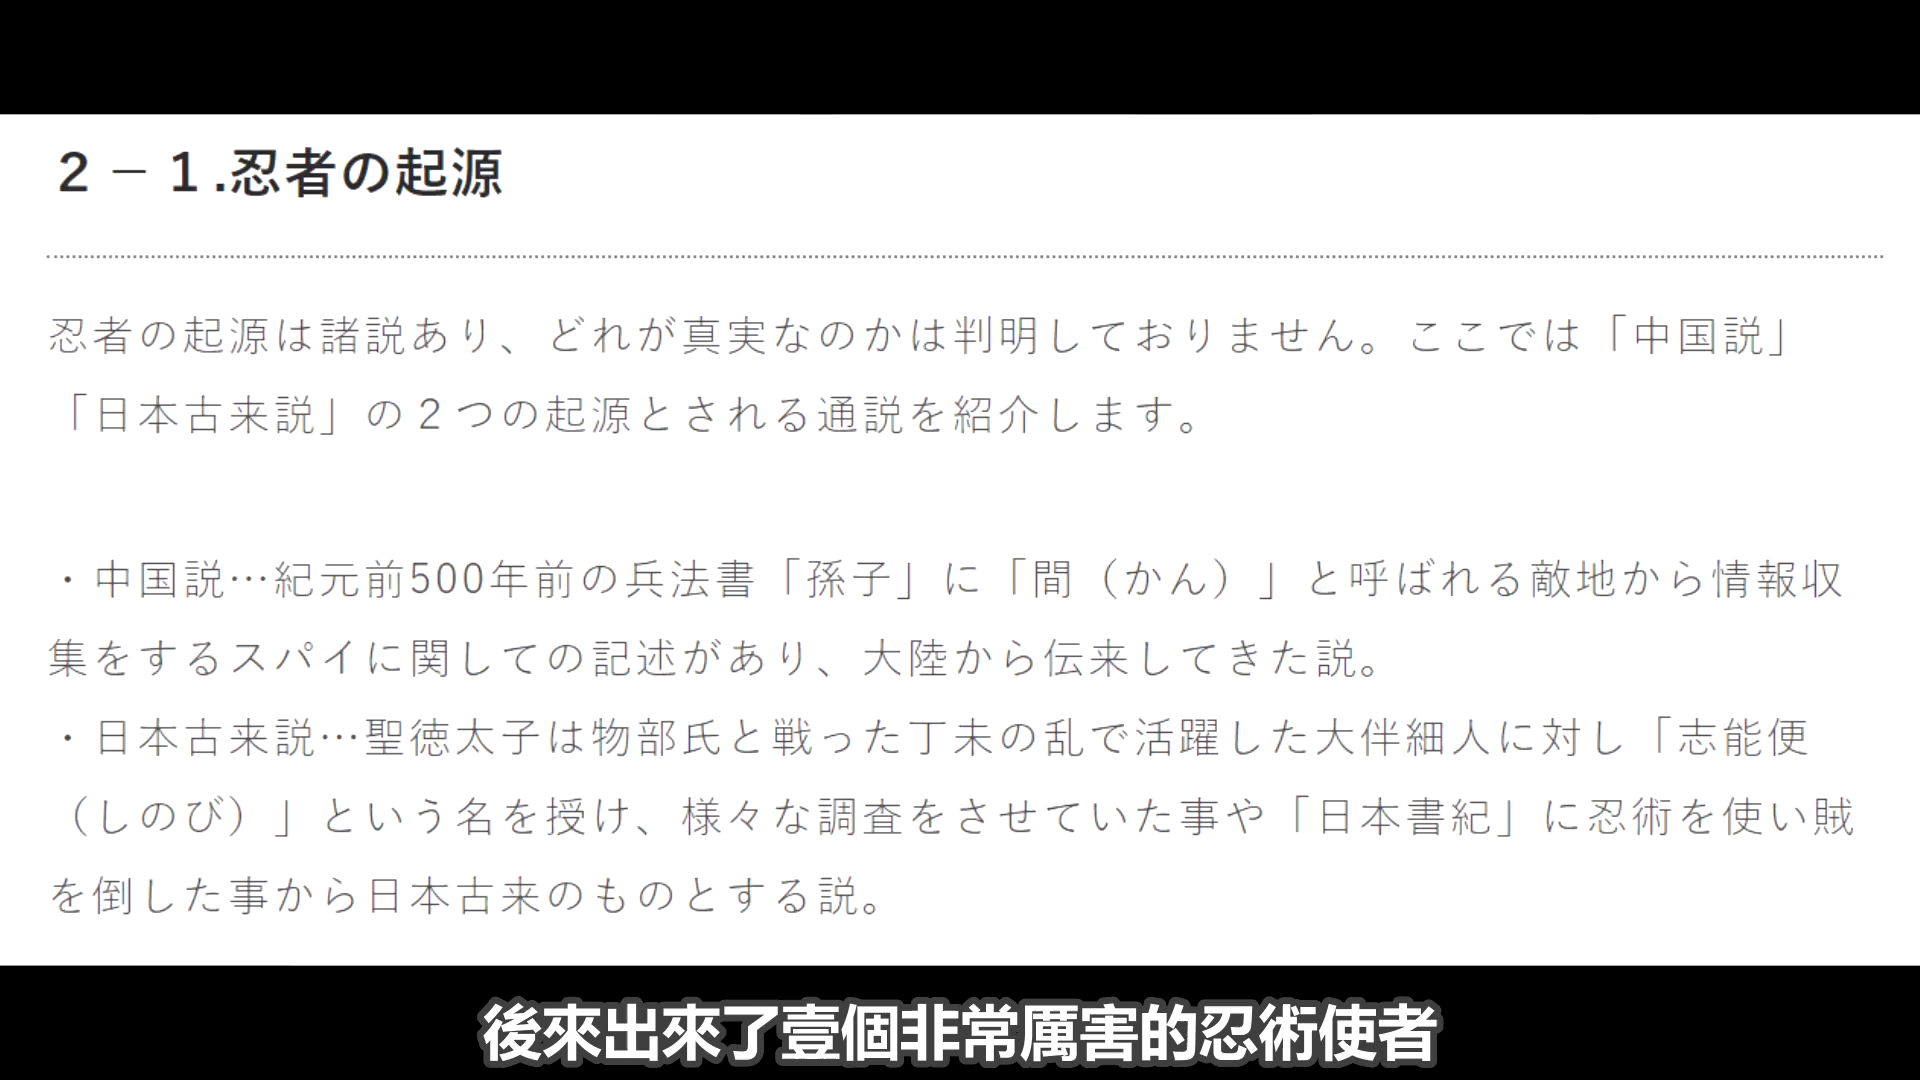 ２－１.忍者の起源
忍者の起源は諸説あり、どれが真実なのかは判明しておりません。ここでは「中国説」
「日本古来説」の２つの起源とされる通説を紹介します。
・中国説…紀元前500年前の兵法書「孫子」に「間（かん）」と呼ばれる敵地から情報収
集をするスパイに関しての記述があり、大陸から伝来してきた説。
・日本古来説…聖徳太子は物部氏と戦った丁未の乱で活躍した大伴細人に対し「志能便
（しのび）」という名を授け、様々な調査をさせていた事や「日本書紀」に忍術を使い賊
を倒した事から日本古来のものとする説。
後來出來了壹個非常厲害的忍術使者